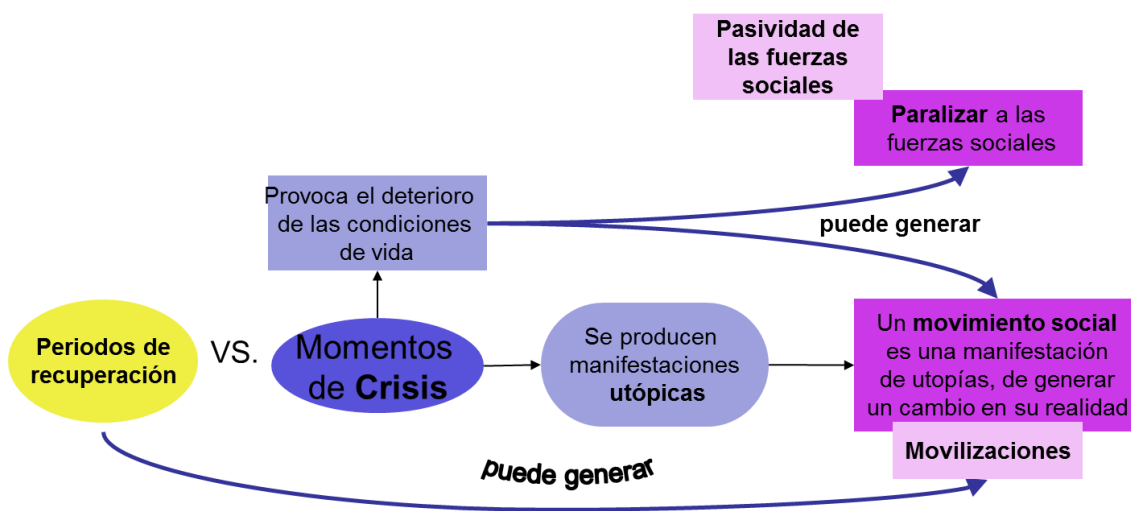 Pasividad de
las fuerzas
sociales
Paralizar a las
fuerzas sociales
Provoca el deterioro
de las condiciones
de vida
puede generar
Periodos de
recuperación
VS.
Momentos
de Crisis
Se producen
manifestaciones
utópicas
Un movimiento social
es una manifestación
de utopías, de generar
un cambio en su realidad
Movilizaciones
puede generar